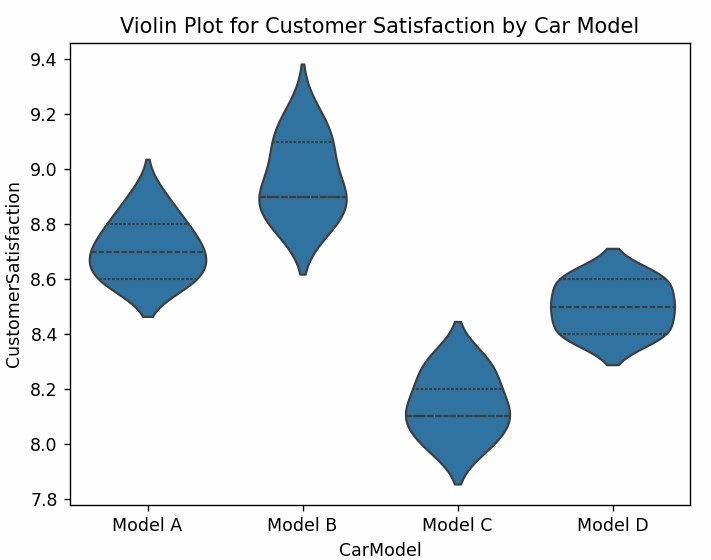 Violin Plot for Customer Satisfaction by Car Model
CustomerSatisfaction
9.4
9.2
9.0
8.8
8.6
8.4
8.2
8.0
7.8
Model A
Model B
Model C
Model D
CarModel